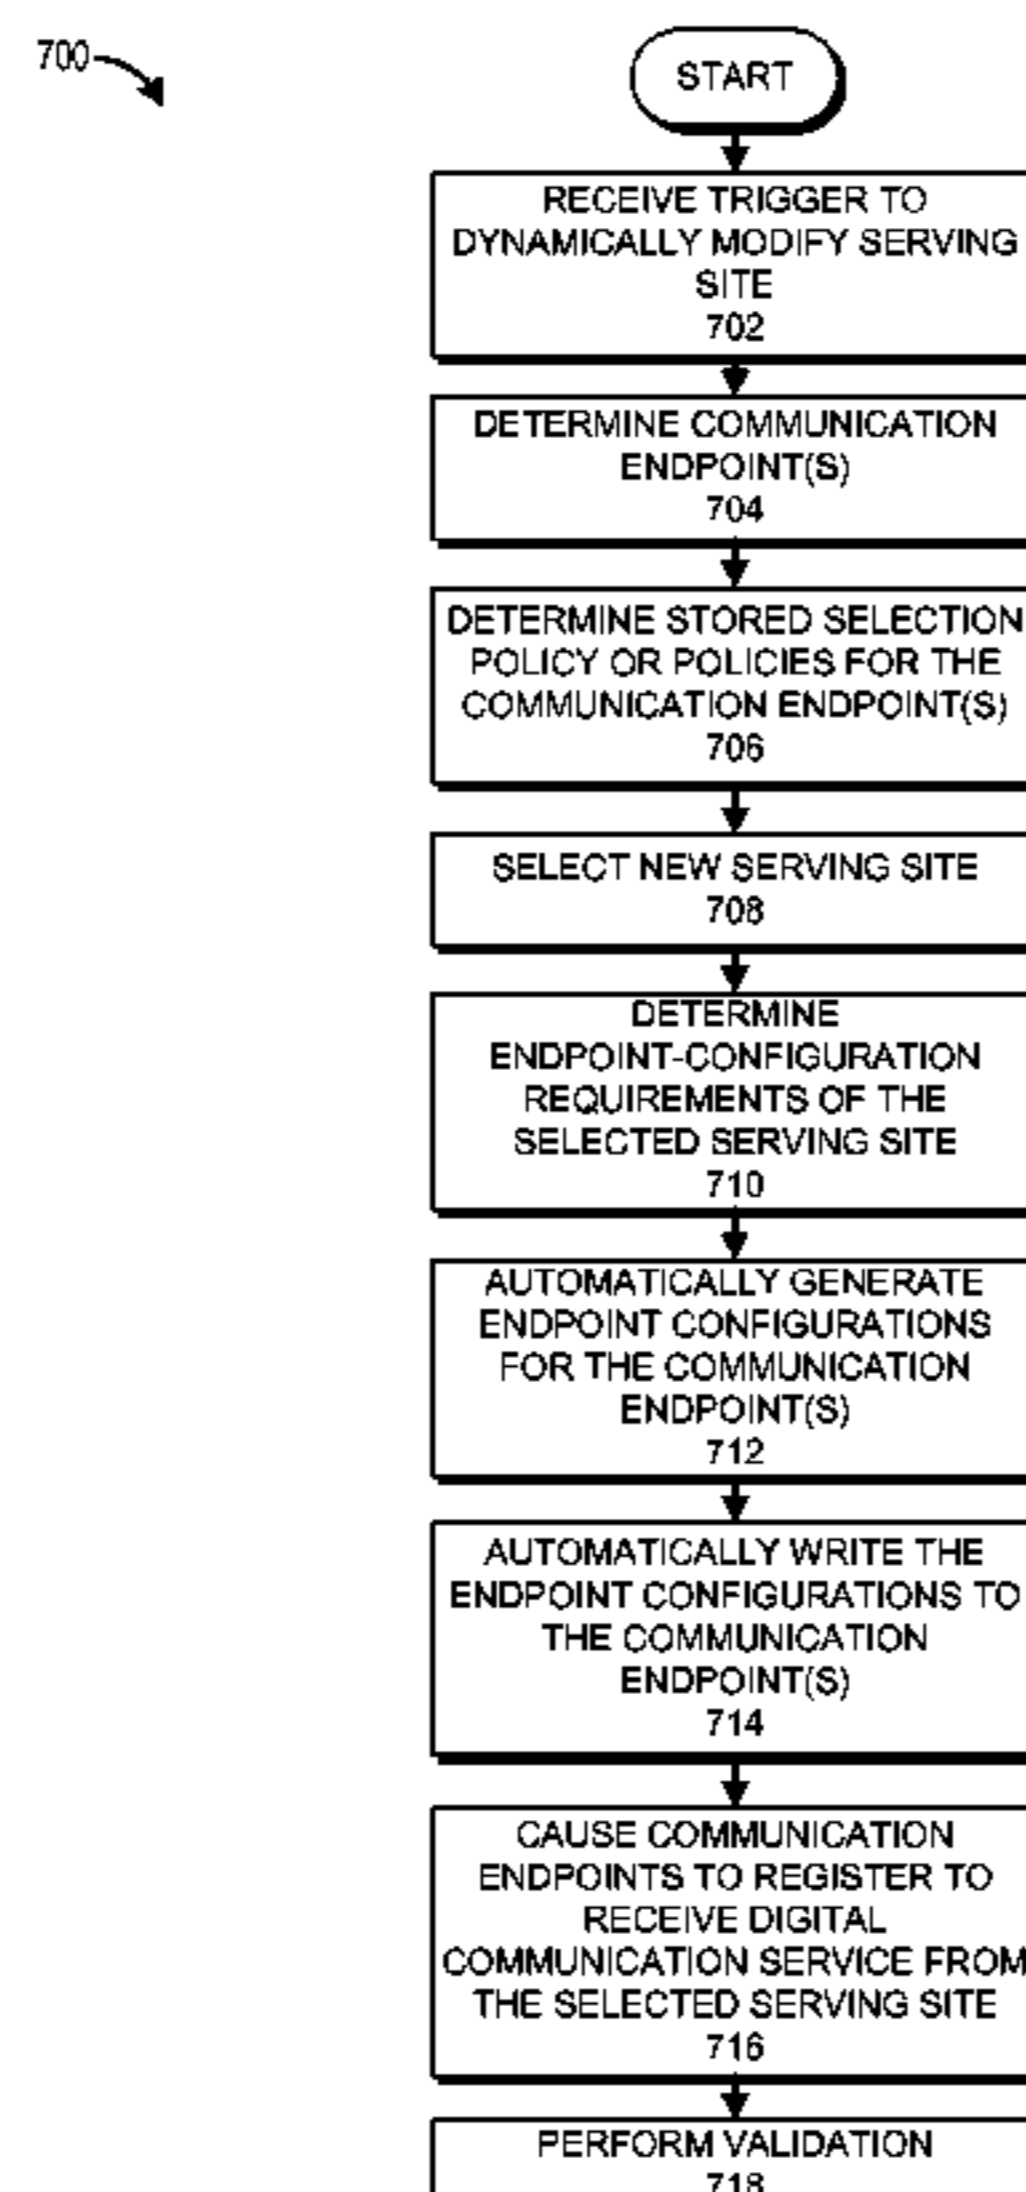 700
START
RECEIVE TRIGGER TO
DYNAMICALLY MODIFY SERVING
SITE
702
DETERMINE COMMUNICATION
ENDPOINT(S)
704
DETERMINE STORED SELECTION
POLICY OR POLICIES FOR THE
COMMUNICATION ENDPOINT(S)
706
SELECT NEW SERVING SITE
708
DETERMINE
ENDPOINT-CONFIGURATION
REQUIREMENTS OF THE
SELECTED SERVING SITE
710
AUTOMATICALLY GENERATE
ENDPOINT CONFIGURATIONS
FOR THE COMMUNICATION
ENDPOINT(S)
712
AUTOMATICALLY WRITE THE
ENDPOINT CONFIGURATIONS TO
THE COMMUNICATION
ENDPOINT(S)
714
CAUSE COMMUNICATION
ENDPOINTS TO REGISTER TO
RECEIVE DIGITAL
COMMUNICATION SERVICE FROM
THE SELECTED SERVING SITE
716
PERFORM VALIDATION
718